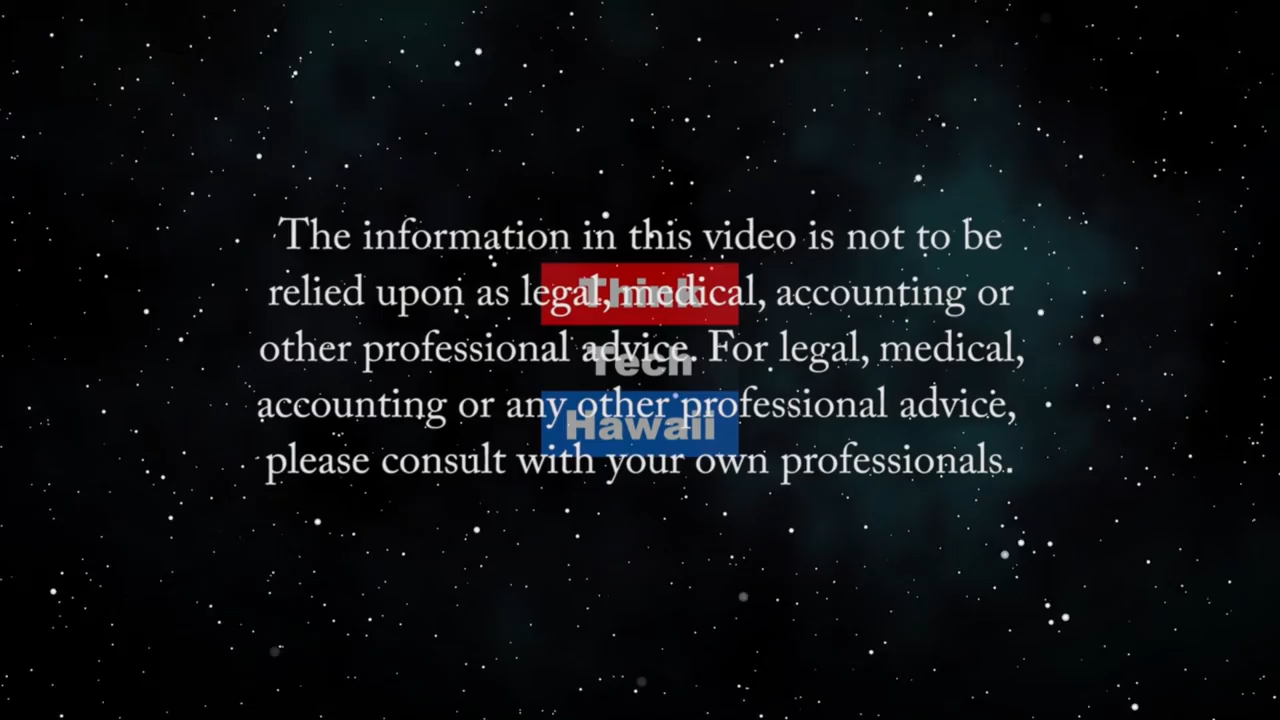 The information in this video is not to be
relied upon as legal, medical, accounting or
other professional advice. For legal, medical,
accounting or any other professional advice,
please consult with your own professionals.
Think
Tech
Hawaii